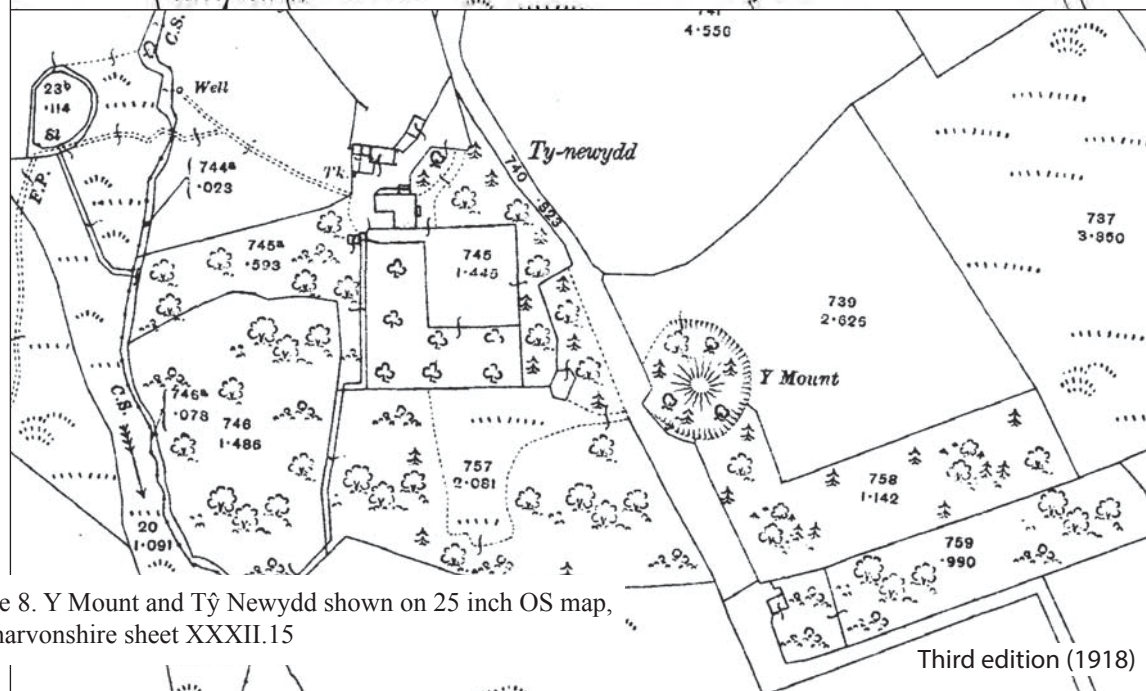 4·550
C.S.
23ᵇ
·114
Sl
Well
744ᵃ
·023
F.P.
Tk.
Ty-newydd
740
·523
737
3·850
745ᵃ
·593
745
1·445
739
2·625
Y Mount
746ᵃ
·078
746
1·486
C.S.
757
2·081
758
1·142
20
1·091
759
·990
e 8. Y Mount and Tŷ Newydd shown on 25 inch OS map,
narvonshire sheet XXXII.15
Third edition (1918)